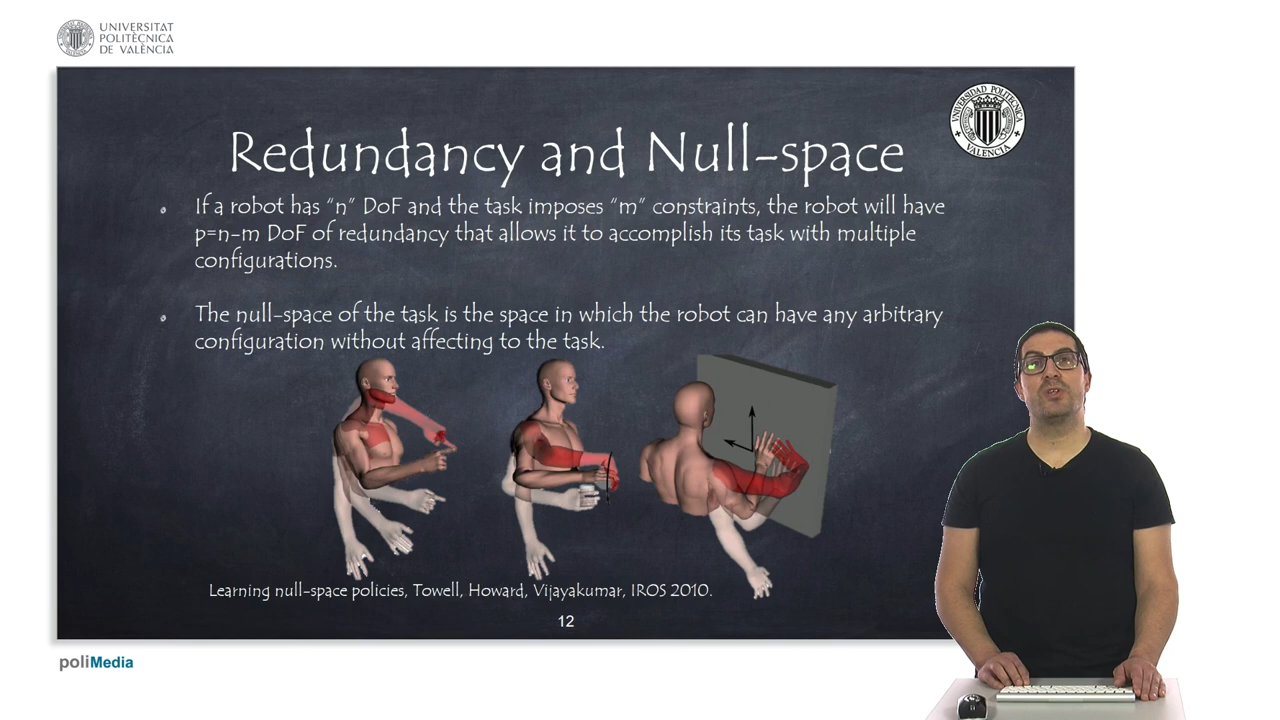 UNIVERSITAT
POLITÈCNICA
DE VALÈNCIA
UNIVERSIDAD POLITECNICA
VALENCIA
Redundancy and Null-space
• If a robot has “n” DoF and the task imposes “m” constraints, the robot will have
p=n-m DoF of redundancy that allows it to accomplish its task with multiple
configurations.
• The null-space of the task is the space in which the robot can have any arbitrary
configuration without affecting to the task.
Learning null-space policies, Towell, Howard, Vijayakumar, IROS 2010.
12
poliMedia